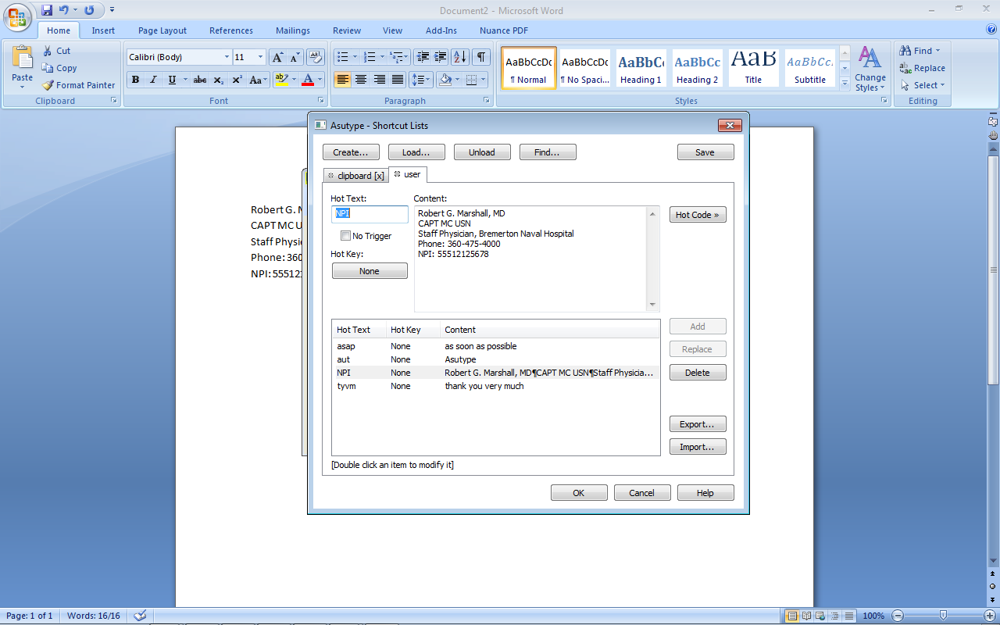 Document2 - Microsoft Word
Home Insert Page Layout References Mailings Review View Add-Ins Nuance PDF
Paste Cut Copy Format Painter Clipboard
Calibri (Body) 11 B I U abc x₂ x² Aa ab A Font
Paragraph
AaBbCcDc ¶ Normal
AaBbCcDc ¶ No Spaci...
AaBbC Heading 1
AaBbCc Heading 2
AaB Title
AaBbCc. Subtitle
Change Styles
Styles
Find
Replace
Select
Editing
Robert G. M
CAPT MC U
Staff Physi
Phone: 360
NPI: 5551
Asutype - Shortcut Lists
Create... Load... Unload Find... Save
clipboard [x] user
Hot Text: Content:
NPI
No Trigger
Hot Key:
None
Robert G. Marshall, MD
CAPT MC USN
Staff Physician, Bremerton Naval Hospital
Phone: 360-475-4000
NPI: 55512125678
Hot Code »
Hot Text Hot Key Content
asap None as soon as possible
aut None Asutype
NPI None Robert G. Marshall, MD¶CAPT MC USN¶Staff Physicia...
tyvm None thank you very much
Add
Replace
Delete
Export...
Import...
[Double click an item to modify it]
OK Cancel Help
Page: 1 of 1 Words: 16/16 100%